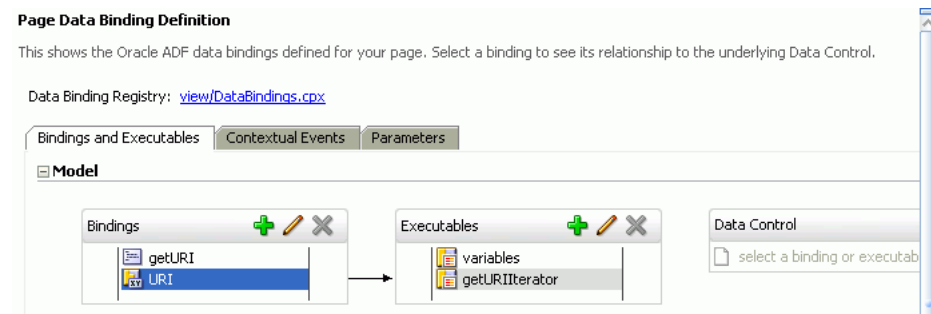 Page Data Binding Definition
This shows the Oracle ADF data bindings defined for your page. Select a binding to see its relationship to the underlying Data Control.
Data Binding Registry: view/DataBindings.cpx
Bindings and Executables Contextual Events Parameters
Model
Bindings Executables Data Control
getURI variables select a binding or executab
URI getURIIterator